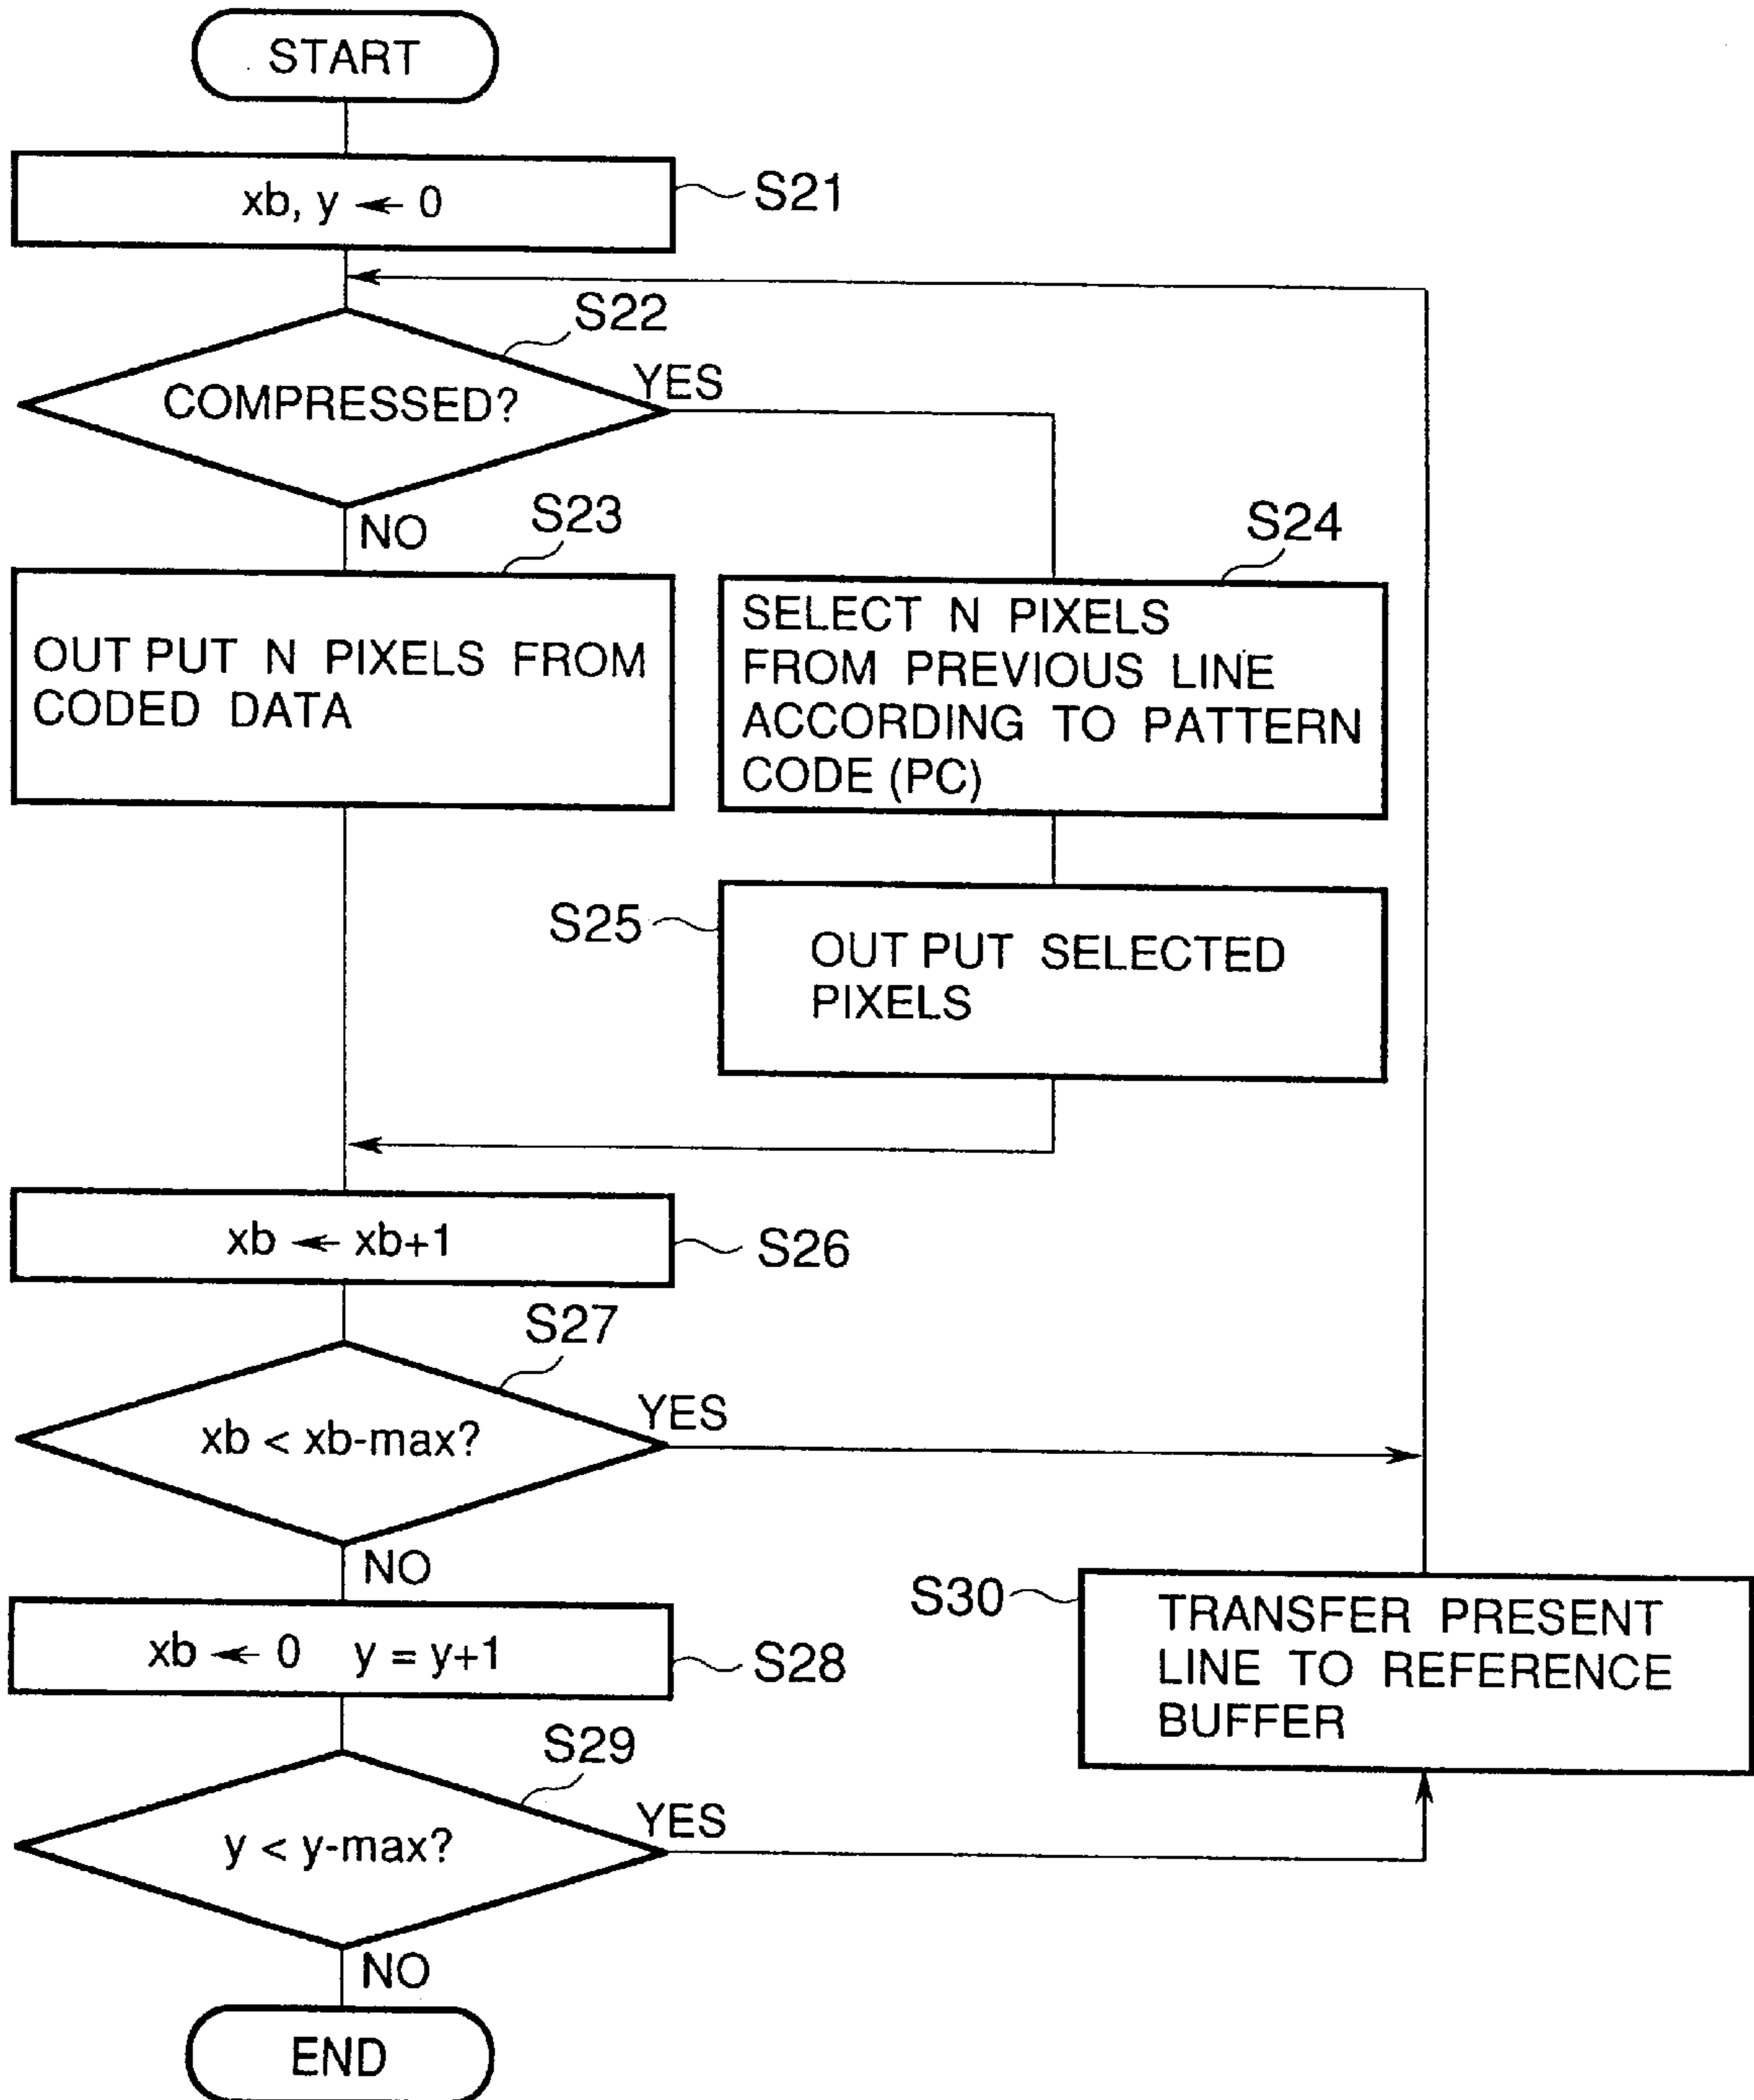 START
xb, y ← 0
S21
S22
COMPRESSED?
YES
NO
S23
OUT PUT N PIXELS FROM
CODED DATA
S24
SELECT N PIXELS
FROM PREVIOUS LINE
ACCORDING TO PATTERN
CODE (PC)
S25
OUT PUT SELECTED
PIXELS
xb ← xb+1
S26
S27
xb < xb-max?
YES
NO
xb ← 0 y = y+1
S28
S30
TRANSFER PRESENT
LINE TO REFERENCE
BUFFER
S29
y < y-max?
YES
NO
END